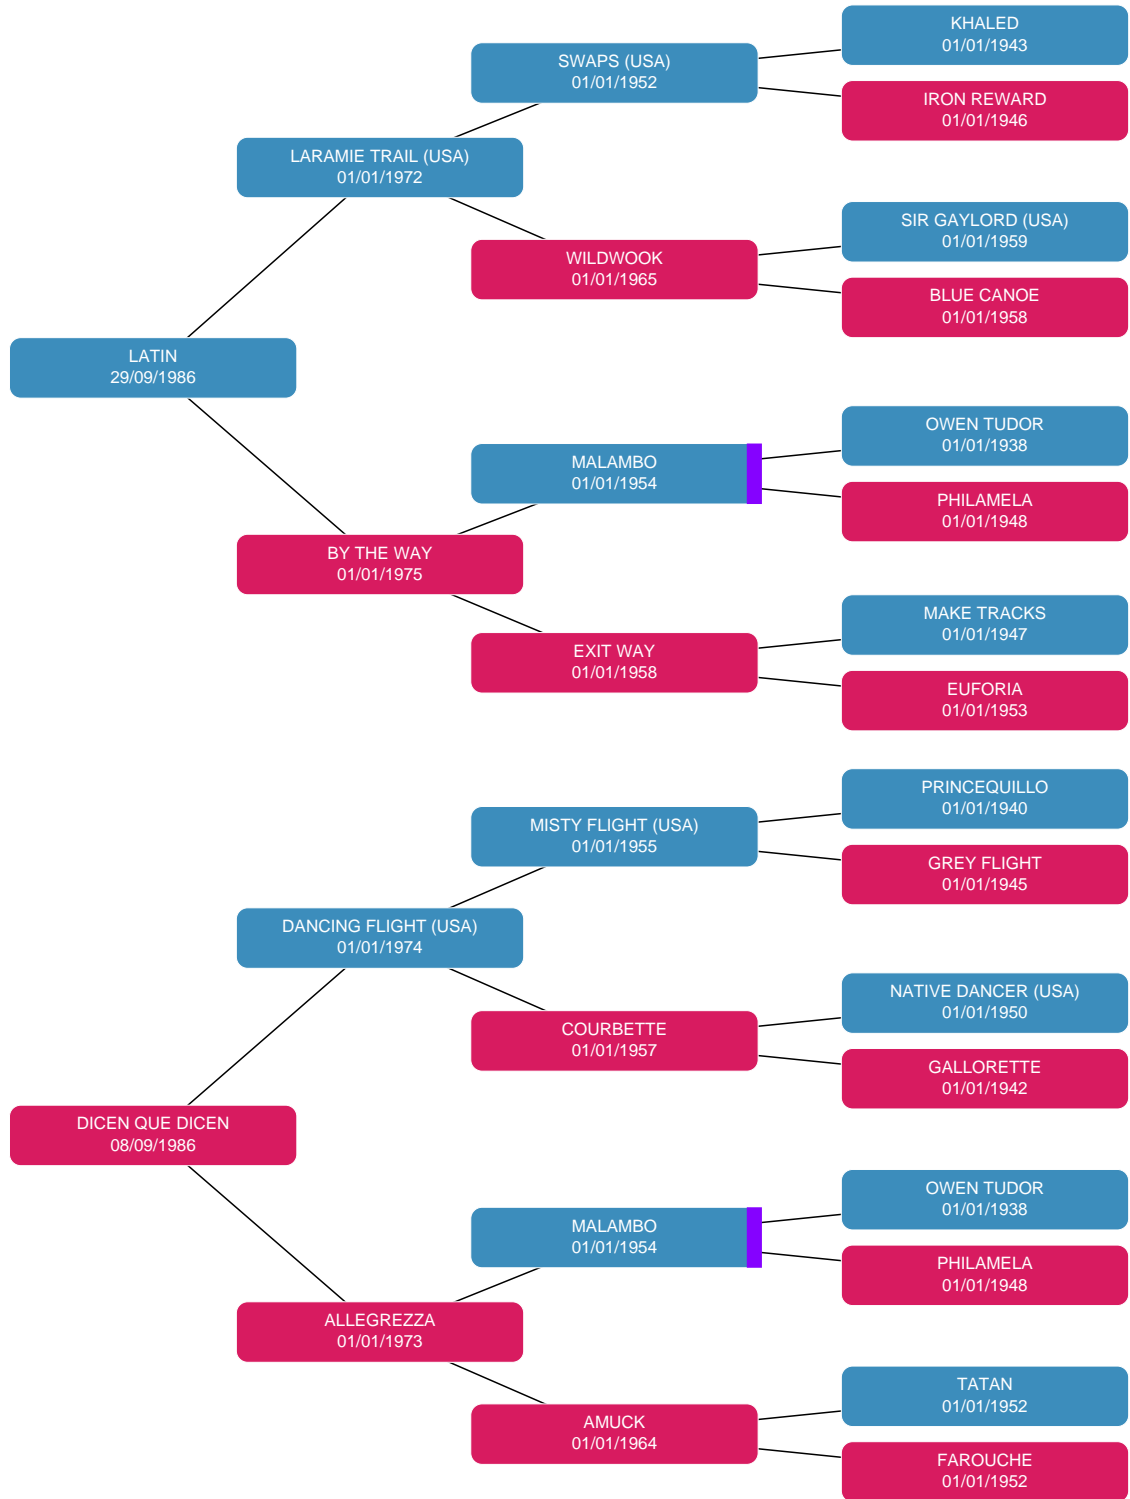 KHALED
01/01/1943
SWAPS (USA)
01/01/1952
IRON REWARD
01/01/1946
LARAMIE TRAIL (USA)
01/01/1972
SIR GAYLORD (USA)
01/01/1959
WILDWOOK
01/01/1965
BLUE CANOE
01/01/1958
LATIN
29/09/1986
OWEN TUDOR
01/01/1938
MALAMBO
01/01/1954
PHILAMELA
01/01/1948
BY THE WAY
01/01/1975
MAKE TRACKS
01/01/1947
EXIT WAY
01/01/1958
EUFORIA
01/01/1953
PRINCEQUILLO
01/01/1940
MISTY FLIGHT (USA)
01/01/1955
GREY FLIGHT
01/01/1945
DANCING FLIGHT (USA)
01/01/1974
NATIVE DANCER (USA)
01/01/1950
COURBETTE
01/01/1957
GALLORETTE
01/01/1942
DICEN QUE DICEN
08/09/1986
OWEN TUDOR
01/01/1938
MALAMBO
01/01/1954
PHILAMELA
01/01/1948
ALLEGREZZA
01/01/1973
TATAN
01/01/1952
AMUCK
01/01/1964
FAROUCHE
01/01/1952